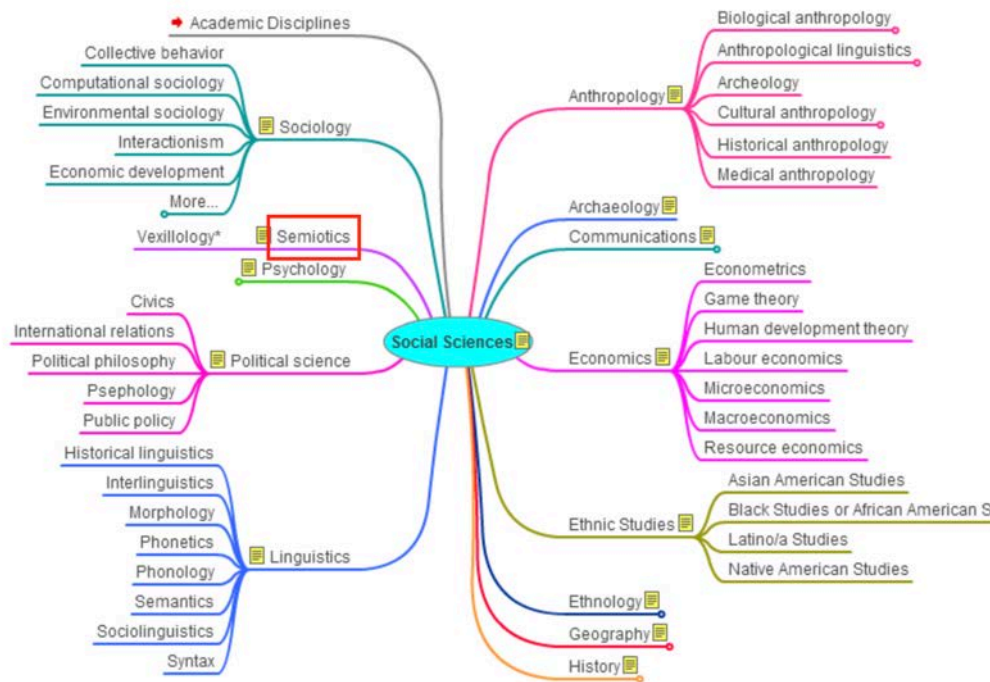 Academic Disciplines
Collective behavior
Computational sociology
Environmental sociology
Interactionism
Economic development
More...
Sociology
Vexillology*
Semiotics
Psychology
Civics
International relations
Political philosophy
Psephology
Public policy
Political science
Historical linguistics
Interlinguistics
Morphology
Phonetics
Phonology
Semantics
Sociolinguistics
Syntax
Linguistics
Social Sciences
Anthropology
Biological anthropology
Anthropological linguistics
Archeology
Cultural anthropology
Historical anthropology
Medical anthropology
Archaeology
Communications
Economics
Econometrics
Game theory
Human development theory
Labour economics
Microeconomics
Macroeconomics
Resource economics
Ethnic Studies
Asian American Studies
Black Studies or African American S
Latino/a Studies
Native American Studies
Ethnology
Geography
History